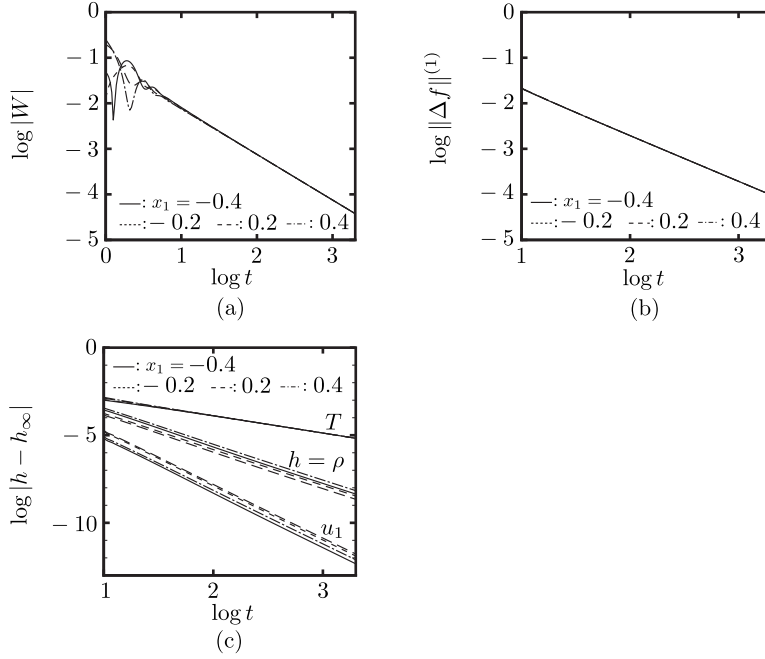 0
− 1
− 2
− 3
− 4
− 5
log |W|
—: x₁ = −0.4
-----: − 0.2 – – –: 0.2 –·–·–: 0.4
0 1 2 3
log t
(a)
0
− 1
− 2
− 3
− 4
− 5
log ||Δf||⁽¹⁾
—: x₁ = −0.4
-----: − 0.2 – – –: 0.2 –·–·–: 0.4
1 2 3
log t
(b)
0
− 5
− 10
log |h − h∞|
—: x₁ = −0.4
-----: − 0.2 – – –: 0.2 –·–·–: 0.4
T
h = ρ
u₁
1 2 3
log t
(c)